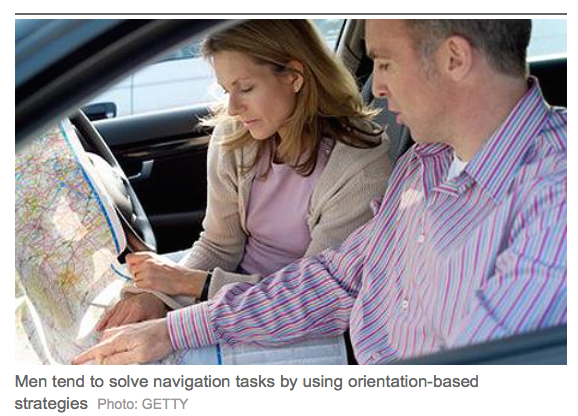 Men tend to solve navigation tasks by using orientation-based
strategies Photo: GETTY